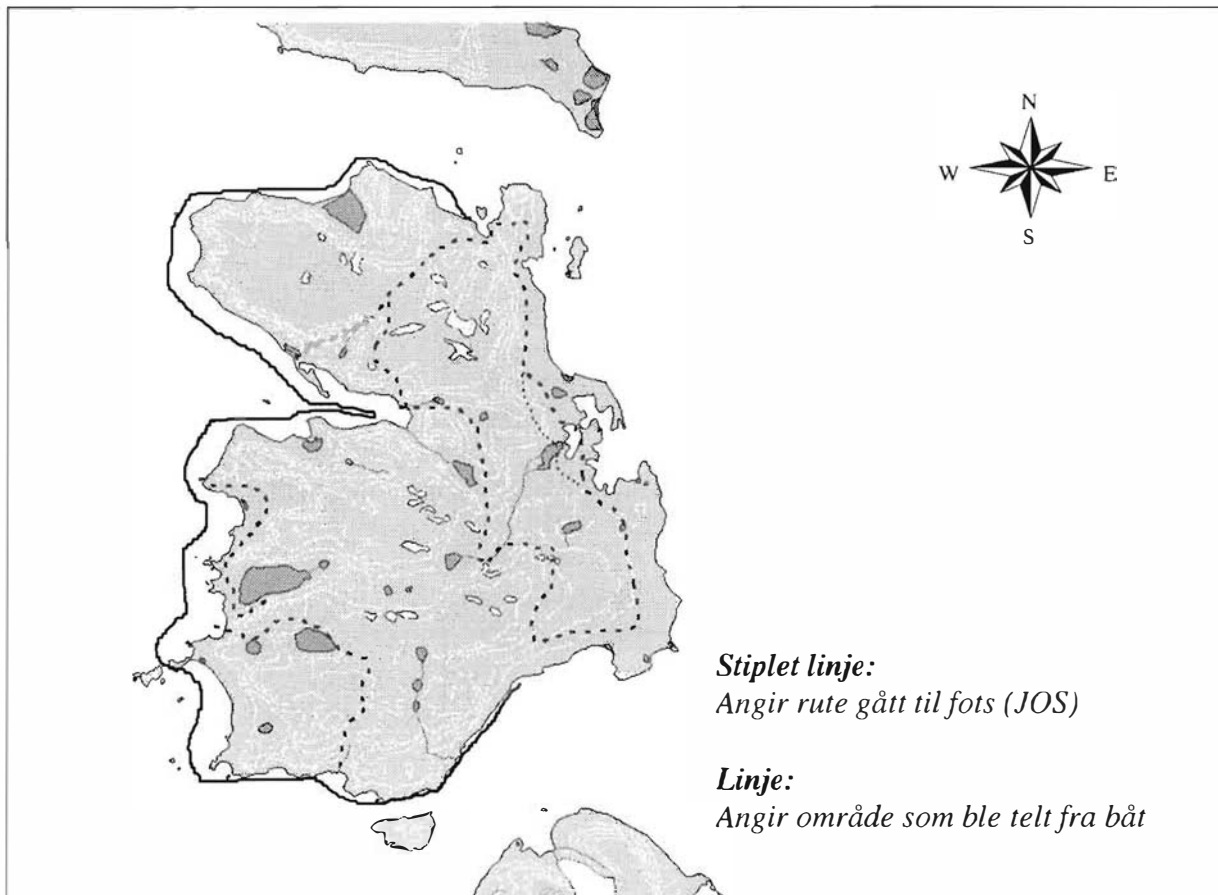 N
W E
S
Stiplet linje:
Angir rute gått til fots (JOS)
Linje:
Angir område som ble telt fra båt